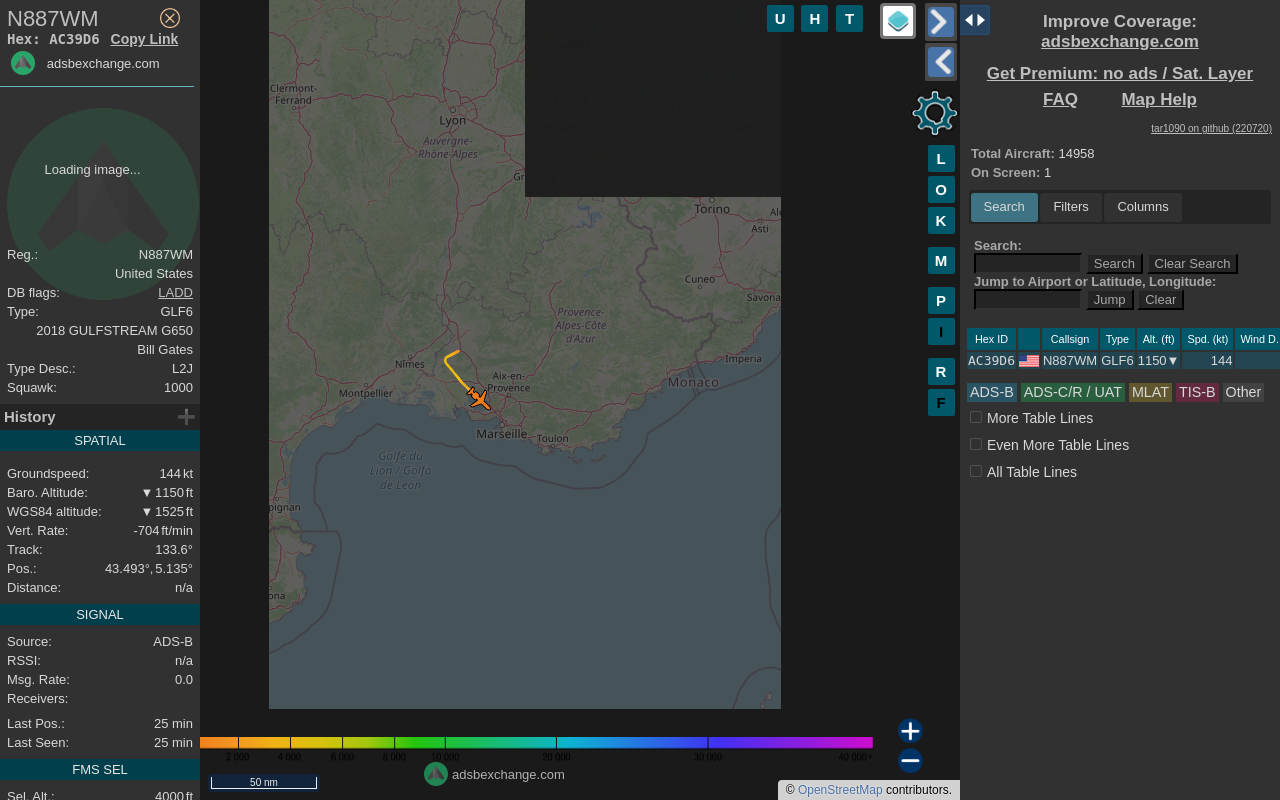 N887WM
Hex: AC39D6 Copy Link
adsbexchange.com
Loading image...
Reg.: N887WM
United States
DB flags: LADD
Type: GLF6
2018 GULFSTREAM G650
Bill Gates
Type Desc.: L2J
Squawk: 1000
History
SPATIAL
Groundspeed: 144 kt
Baro. Altitude: ▼ 1150 ft
WGS84 altitude: ▼ 1525 ft
Vert. Rate: -704 ft/min
Track: 133.6°
Pos.: 43.493°, 5.135°
Distance: n/a
SIGNAL
Source: ADS-B
RSSI: n/a
Msg. Rate: 0.0
Receivers:
Last Pos.: 25 min
Last Seen: 25 min
FMS SEL
Sel. Alt.: 4000 ft
Clermont-
Ferrand
Lyon
Auvergne-
Rhône-Alpes
Gr
Torino
Asti
Al
Cuneo
Savona
Provence-
Alpes-Côte
d'Azur
Imperia
Monaco
Nîmes
Aix-en-
Provence
Montpellier
Marseille
Toulon
Golfe du
Lion / Golfo
de León
pignan
ona
U H T
L
O
K
M
P
I
R
F
2 000 4 000 6 000 8 000 10 000 20 000 30 000 40 000+
adsbexchange.com
50 nm
© OpenStreetMap contributors.
Improve Coverage:
adsbexchange.com
Get Premium: no ads / Sat. Layer
FAQ Map Help
tar1090 on github (220720)
Total Aircraft: 14958
On Screen: 1
Search Filters Columns
Search:
Search Clear Search
Jump to Airport or Latitude, Longitude:
Jump Clear
Hex ID Callsign Type Alt. (ft) Spd. (kt) Wind D.
AC39D6 N887WM GLF6 1150▼ 144
ADS-B ADS-C/R / UAT MLAT TIS-B Other
More Table Lines
Even More Table Lines
All Table Lines